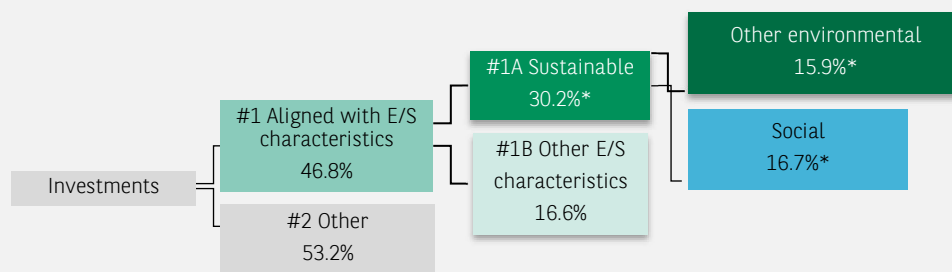 Investments
#1 Aligned with E/S
characteristics
46.8%
#2 Other
53.2%
#1A Sustainable
30.2%*
#1B Other E/S
characteristics
16.6%
Other environmental
15.9%*
Social
16.7%*